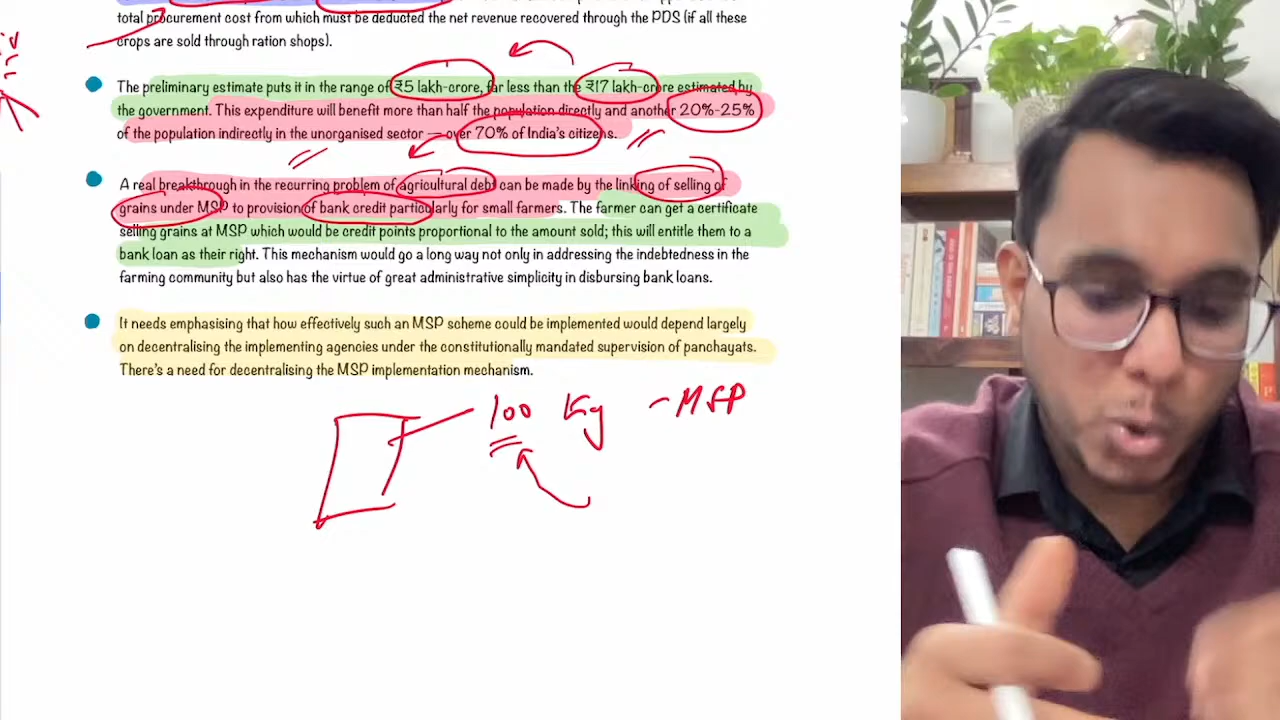 total procurement cost from which must be deducted the net revenue recovered through the PDS (if all these
crops are sold through ration shops).
The preliminary estimate puts it in the range of ₹5 lakh-crore, far less than the ₹17 lakh-crore estimated by
the government. This expenditure will benefit more than half the population directly and another 20%-25%
of the population indirectly in the unorganised sector — over 70% of India's citizens.
A real breakthrough in the recurring problem of agricultural debt can be made by the linking of selling of
grains under MSP to provision of bank credit particularly for small farmers. The farmer can get a certificate
selling grains at MSP which would be credit points proportional to the amount sold; this will entitle them to a
bank loan as their right. This mechanism would go a long way not only in addressing the indebtedness in the
farming community but also has the virtue of great administrative simplicity in disbursing bank loans.
It needs emphasising that how effectively such an MSP scheme could be implemented would depend largely
on decentralising the implementing agencies under the constitutionally mandated supervision of panchayats.
There's a need for decentralising the MSP implementation mechanism.
100 Kg - MSP